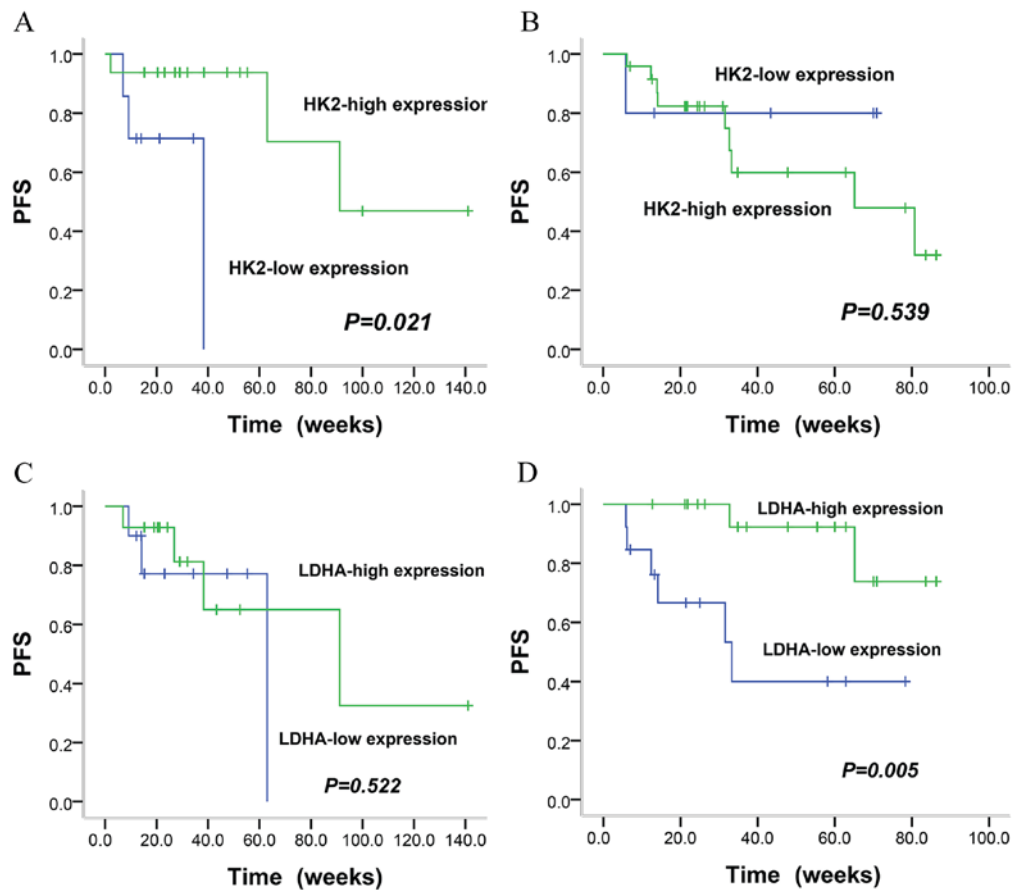 A
PFS
1.0
0.8
0.6
0.4
0.2
0.0
HK2-high expression
HK2-low expression
P=0.021
0.0 20.0 40.0 60.0 80.0 100.0 120.0 140.0
Time (weeks)
B
PFS
1.0
0.8
0.6
0.4
0.2
0.0
HK2-low expression
HK2-high expression
P=0.539
0.0 20.0 40.0 60.0 80.0 100.0
Time (weeks)
C
PFS
1.0
0.8
0.6
0.4
0.2
0.0
LDHA-high expression
LDHA-low expression
P=0.522
0.0 20.0 40.0 60.0 80.0 100.0 120.0 140.0
Time (weeks)
D
PFS
1.0
0.8
0.6
0.4
0.2
0.0
LDHA-high expression
LDHA-low expression
P=0.005
0.0 20.0 40.0 60.0 80.0 100.0
Time (weeks)